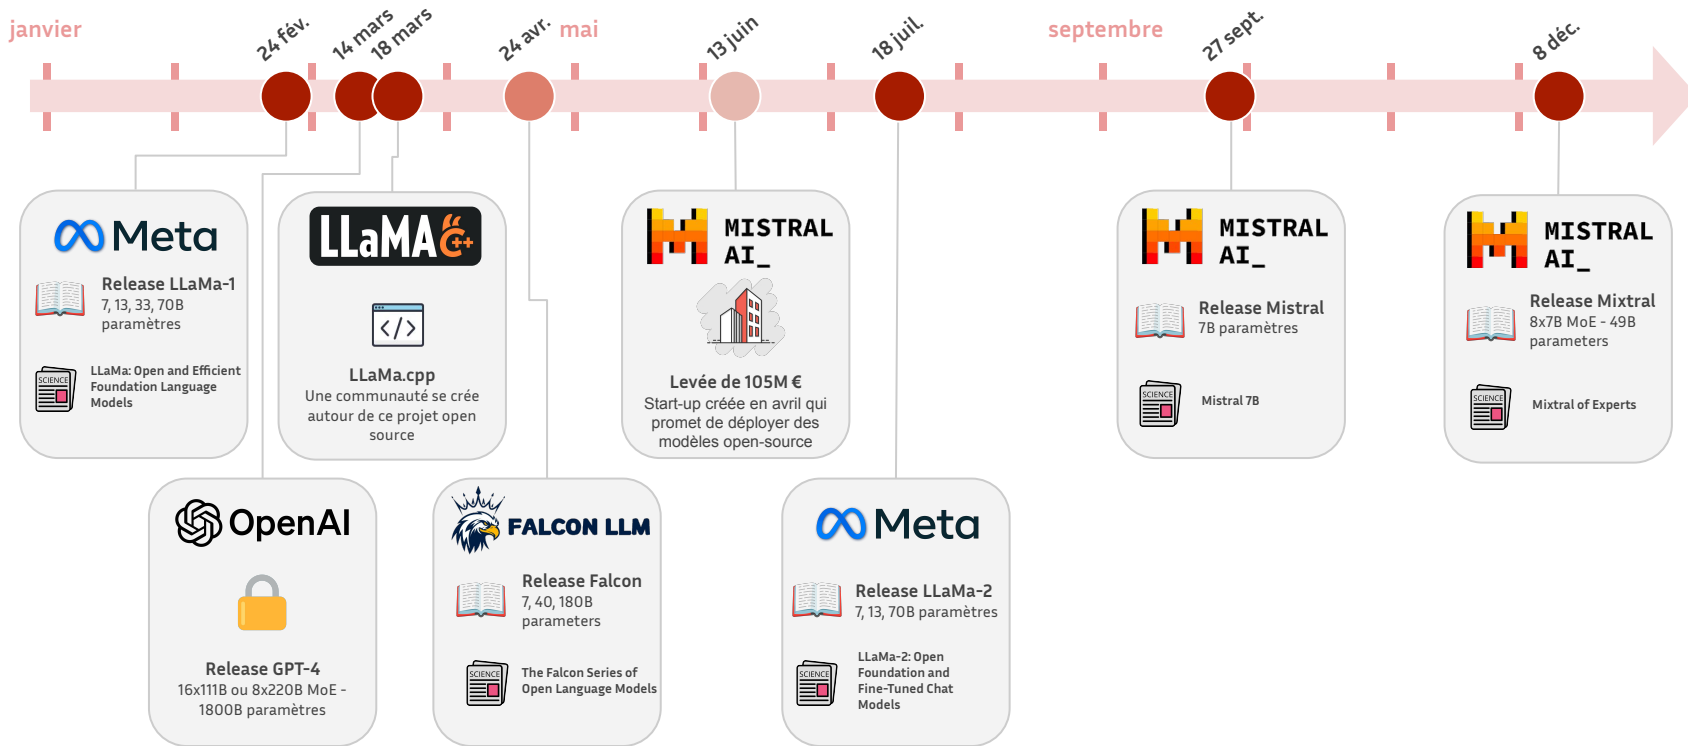 janvier
24 fév.
14 mars
18 mars
24 avr.
mai
13 juin
18 juil.
septembre
27 sept.
8 déc.
Meta
Release LLaMa-1
7, 13, 33, 70B
paramètres
SCIENCE
LLaMa: Open and Efficient
Foundation Language
Models
LLaMA C++
</>
LLaMa.cpp
Une communauté se crée
autour de ce projet open
source
MISTRAL
AI_
Levée de 105M €
Start-up créée en avril qui
promet de déployer des
modèles open-source
MISTRAL
AI_
Release Mistral
7B paramètres
SCIENCE
Mistral 7B
MISTRAL
AI_
Release Mixtral
8x7B MoE - 49B
parameters
SCIENCE
Mixtral of Experts
OpenAI
Release GPT-4
16x111B ou 8x220B MoE -
1800B paramètres
FALCON LLM
Release Falcon
7, 40, 180B
parameters
SCIENCE
The Falcon Series of
Open Language Models
Meta
Release LLaMa-2
7, 13, 70B paramètres
SCIENCE
LLaMa-2: Open
Foundation and
Fine-Tuned Chat
Models